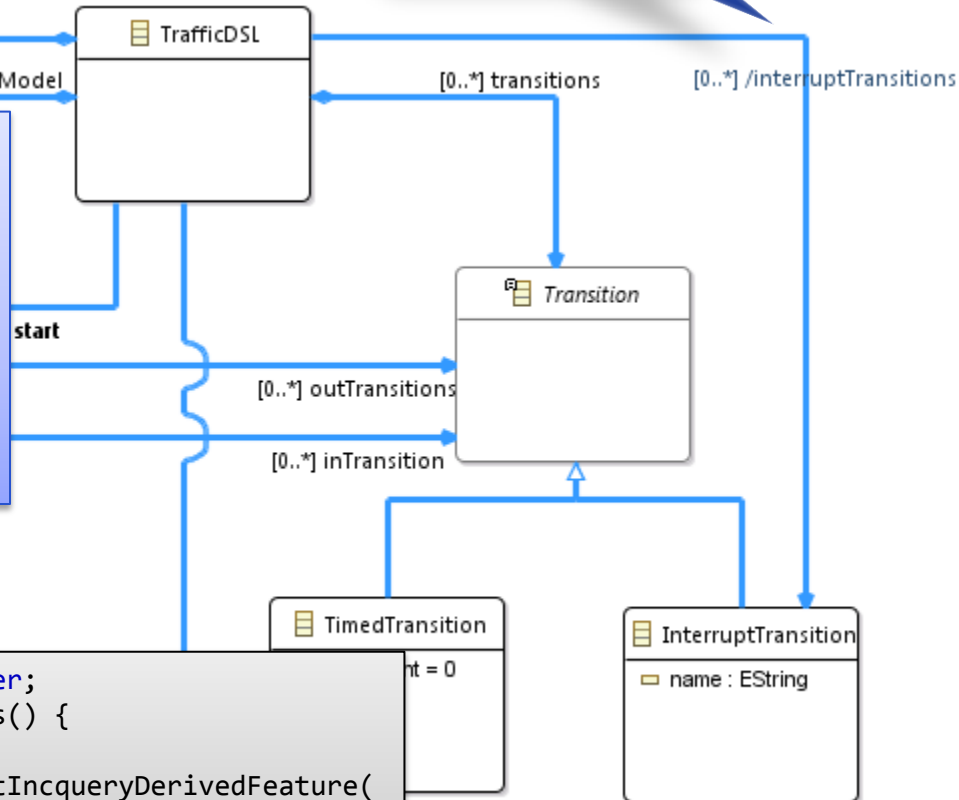 TrafficDSL
Model
[0..*] transitions
[0..*] /interruptTransitions
Transition
start
[0..*] outTransitions
[0..*] inTransition
TimedTransition
= 0
InterruptTransition
name : EString
er;
s() {
tIncqueryDerivedFeature(